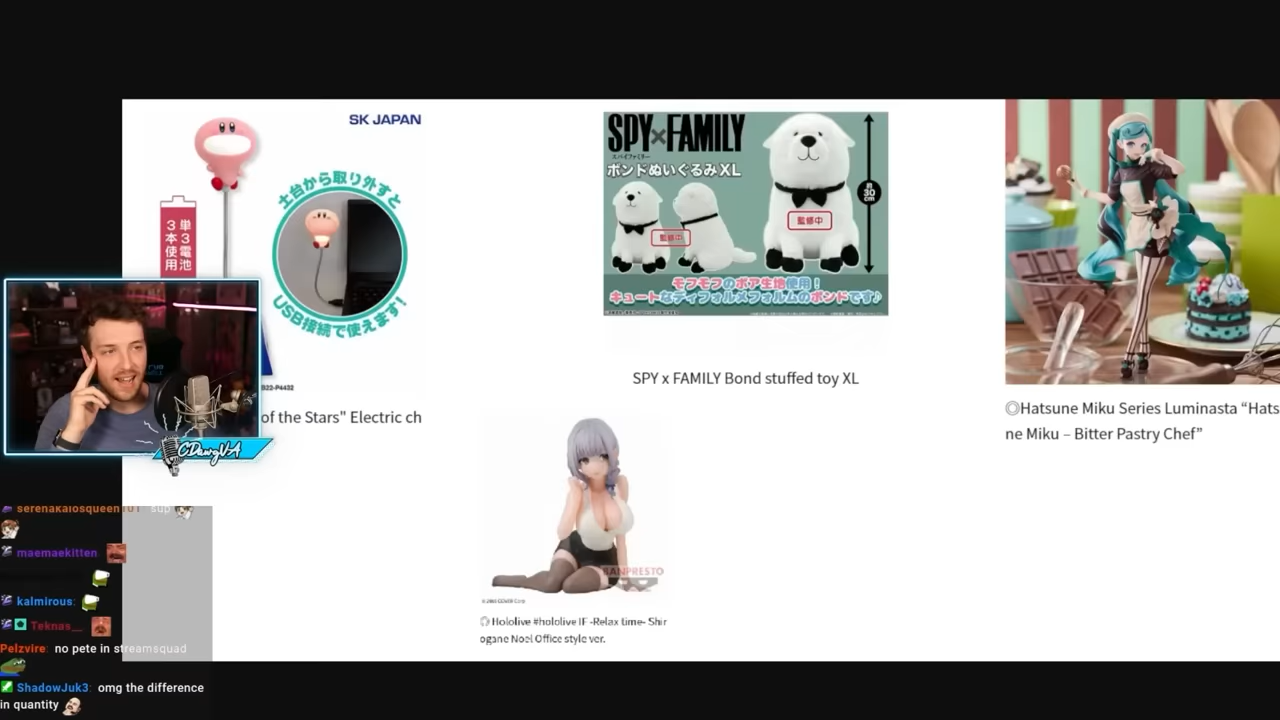 SK JAPAN
土台から取り外すと
単3電池
3本使用
USB接続で使えます!
822-P4432
of the Stars" Electric ch
SPY×FAMILY
スパイファミリー
ボンドぬいぐるみXL
約
30
cm
監修中
監修中
モフモフのボア生地使用!
キュートなディフォルメフォルムのボンドです♪
SPY x FAMILY Bond stuffed toy XL
◎Hatsune Miku Series Luminasta “Hats
ne Miku – Bitter Pastry Chef”
BANPRESTO
◎ Hololive #hololive IF -Relax time- Shir
ogane Noel Office style ver.
CDawgVA
serenakalosqueen101 sup
maemaekitten
kalmirous:
Teknas__
Pelzvire: no pete in streamsquad
ShadowJuk3: omg the difference
in quantity